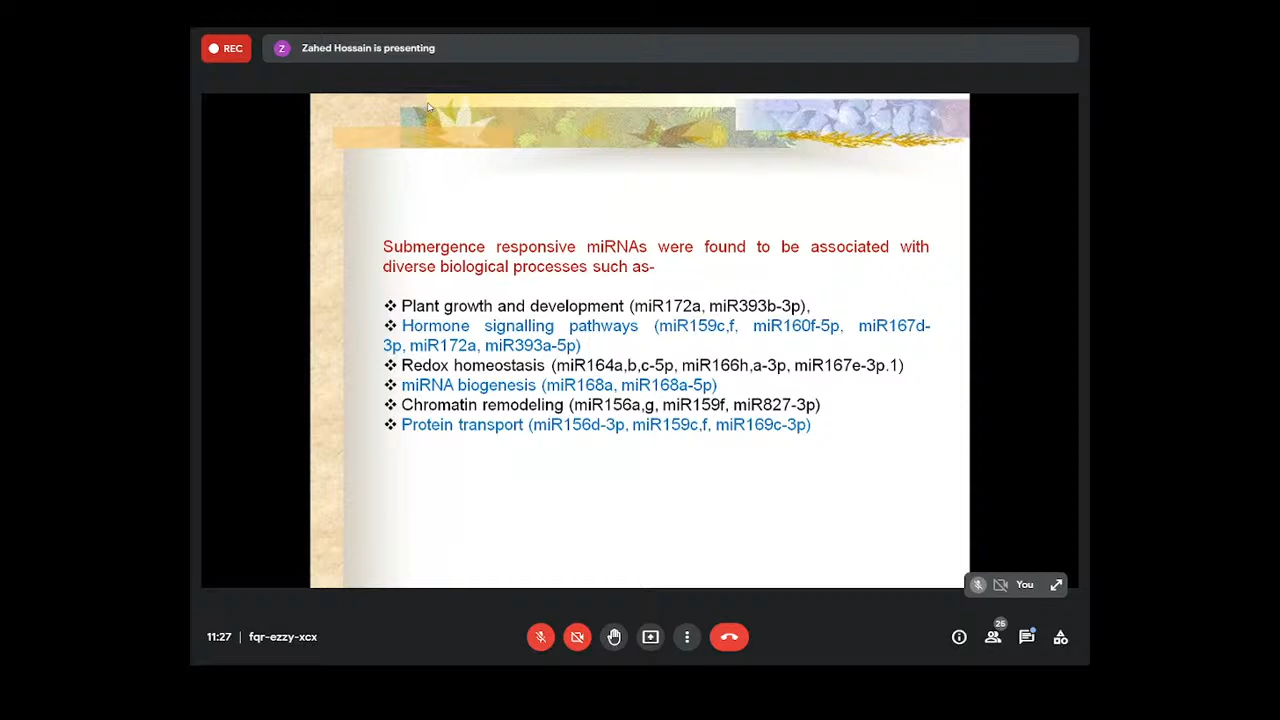 REC
Z Zahed Hossain is presenting
Submergence responsive miRNAs were found to be associated with
diverse biological processes such as-
❖ Plant growth and development (miR172a, miR393b-3p),
❖ Hormone signalling pathways (miR159c,f, miR160f-5p, miR167d-
3p, miR172a, miR393a-5p)
❖ Redox homeostasis (miR164a,b,c-5p, miR166h,a-3p, miR167e-3p.1)
❖ miRNA biogenesis (miR168a, miR168a-5p)
❖ Chromatin remodeling (miR156a,g, miR159f, miR827-3p)
❖ Protein transport (miR156d-3p, miR159c,f, miR169c-3p)
You
11:27 | fqr-ezzy-xcx
26